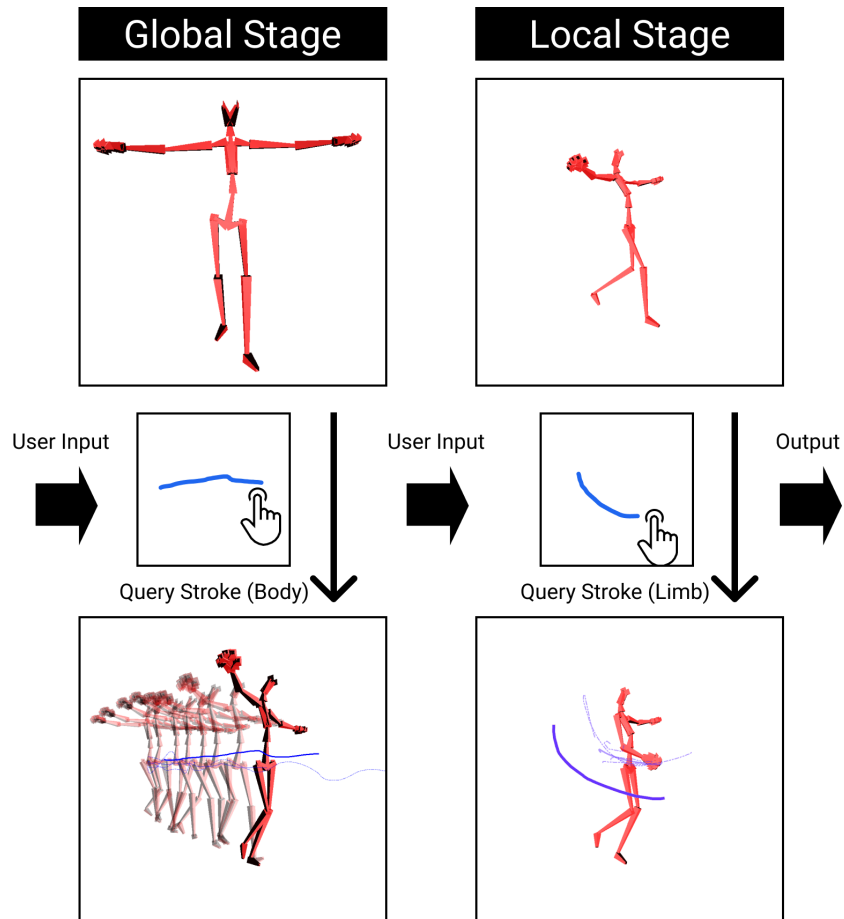 Global Stage
Local Stage
User Input
User Input
Output
Query Stroke (Body)
Query Stroke (Limb)